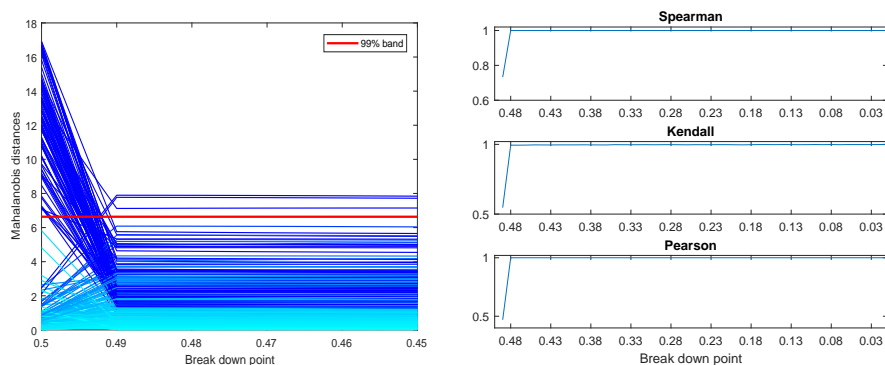 18
16
14
12
10
8
6
4
2
0
Mahalanobis distances
99% band
0.5 0.49 0.48 0.47 0.46 0.45
Break down point
Spearman
1
0.8
0.6
0.48 0.43 0.38 0.33 0.28 0.23 0.18 0.13 0.08 0.03
Kendall
1
0.5
0.48 0.43 0.38 0.33 0.28 0.23 0.18 0.13 0.08 0.03
Pearson
1
0.5
0.48 0.43 0.38 0.33 0.28 0.23 0.18 0.13 0.08 0.03
Break down point